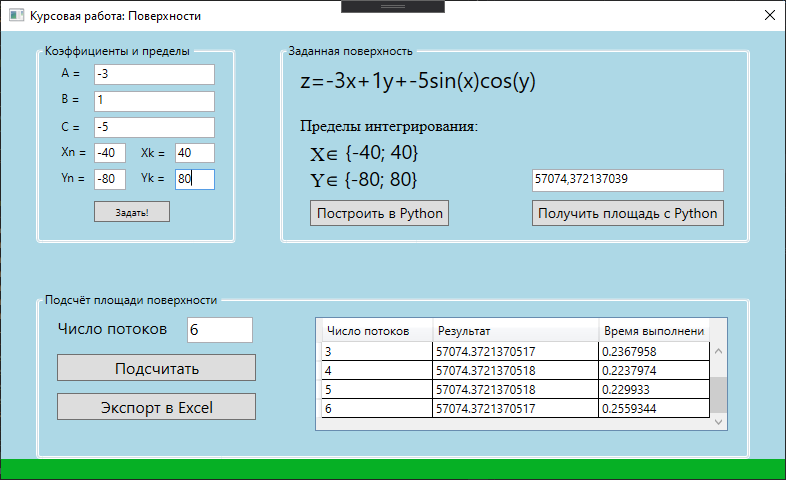 Курсовая работа: Поверхности
Коэффициенты и пределы
A = -3
B = 1
C = -5
Xn = -40 Xk = 40
Yn = -80 Yk = 80
Задать!
Заданная поверхность
z=-3x+1y+-5sin(x)cos(y)
Пределы интегрирования:
X∈ {-40; 40}
Y∈ {-80; 80}
57074,372137039
Построить в Python
Получить площадь с Python
Подсчёт площади поверхности
Число потоков 6
Подсчитать
Экспорт в Excel
Число потоков Результат Время выполнени
3 57074.3721370517 0.2367958
4 57074.3721370518 0.2237974
5 57074.3721370518 0.229933
6 57074.3721370517 0.2559344